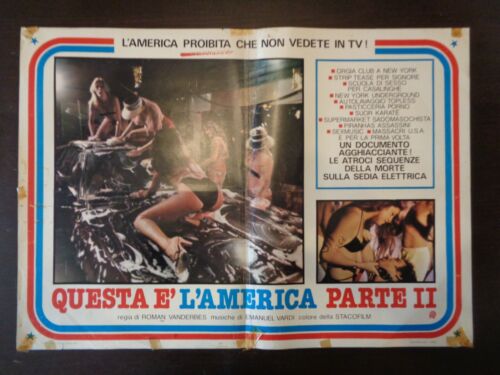 L'AMERICA PROIBITA CHE NON VEDETE IN TV!
■ ORGIA CLUB A NEW YORK
■ STRIP TEASE PER SIGNORE
■ SCUOLA DI SESSO
PER CASALINGHE
■ NEW YORK UNDERGROUND
■ AUTOLAVAGGIO TOPLESS
■ PASTICCERIA PORNO
■ SUOR KARATE
■ SUPERMARKET SADOMASOCHISTA
■ PIRANHAS ASSASSINI
■ SEXMUSIC ■ MASSACRI U.S.A.
E PER LA PRIMA VOLTA
UN DOCUMENTO
AGGHIACCIANTE!
LE ATROCI SEQUENZE
DELLA MORTE
SULLA SEDIA ELETTRICA
QUESTA E' L'AMERICA PARTE II
regia di ROMAN VANDERBES musiche di EMANUEL VARDI colore della STACOFILM